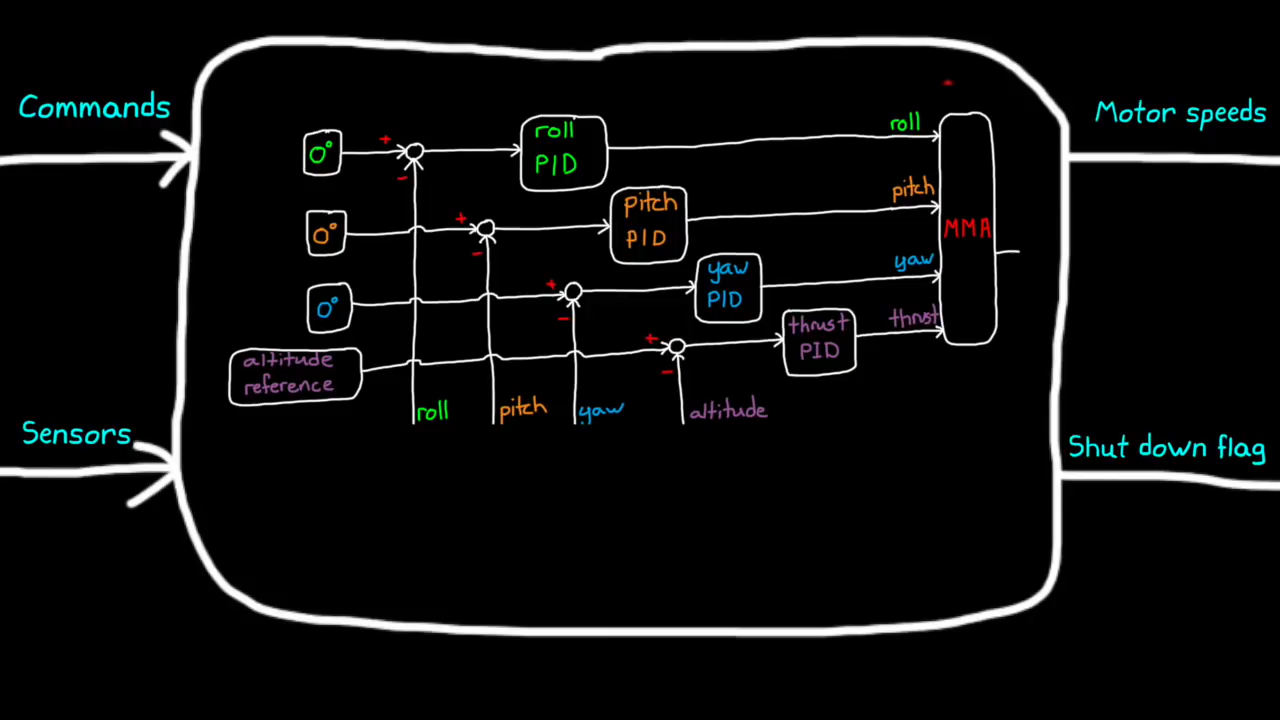 Commands
Sensors
0°
+
-
roll
PID
roll
0°
+
-
pitch
PID
pitch
MMA
0°
+
-
yaw
PID
yaw
altitude
reference
+
-
thrust
PID
thrust
roll
pitch
yaw
altitude
Motor speeds
Shut down flag